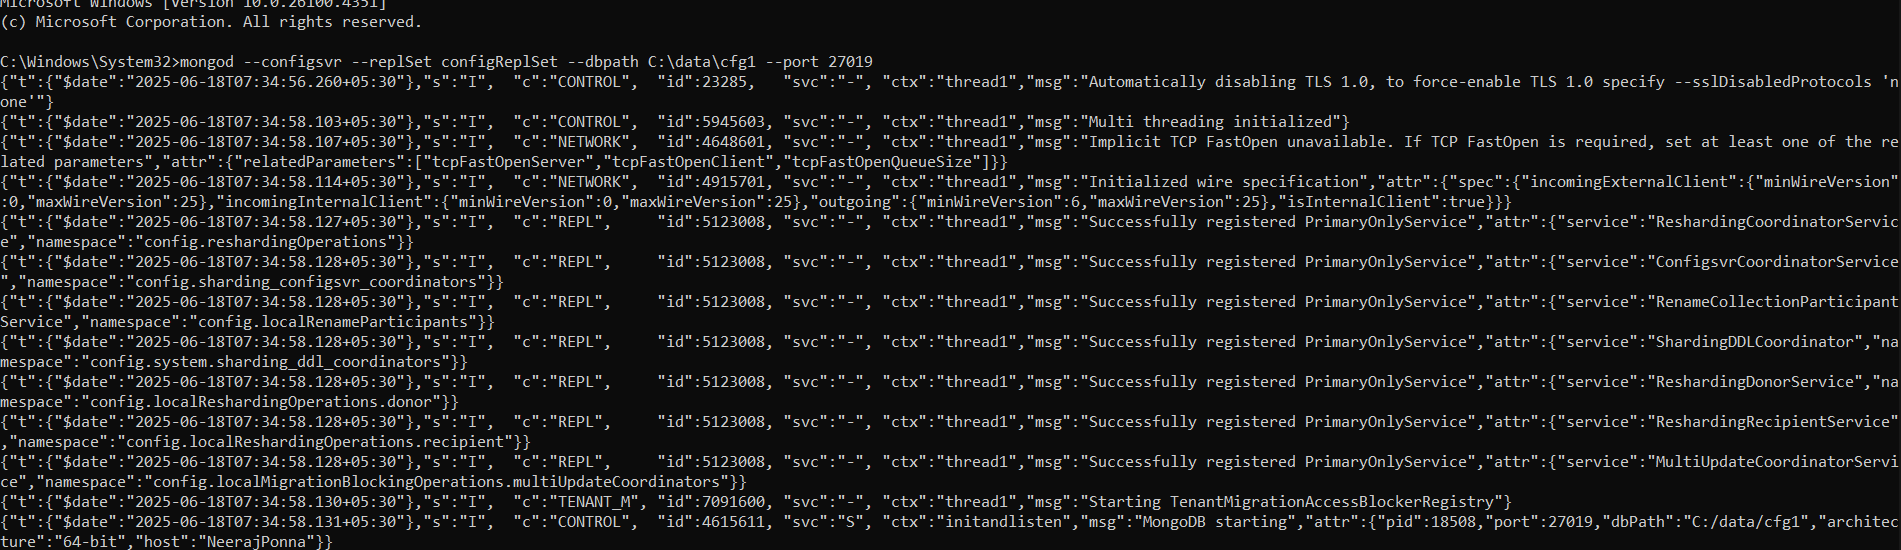 Microsoft Windows [Version 10.0.26100.4351]
(c) Microsoft Corporation. All rights reserved.
C:\Windows\System32>mongod --configsvr --replSet configReplSet --dbpath C:\data\cfg1 --port 27019
{"t":{"$date":"2025-06-18T07:34:56.260+05:30"},"s":"I",  "c":"CONTROL",  "id":23285,   "svc":"-", "ctx":"thread1","msg":"Automatically disabling TLS 1.0, to force-enable TLS 1.0 specify --sslDisabledProtocols 'n
one'"}
{"t":{"$date":"2025-06-18T07:34:58.103+05:30"},"s":"I",  "c":"CONTROL",  "id":5945603, "svc":"-", "ctx":"thread1","msg":"Multi threading initialized"}
{"t":{"$date":"2025-06-18T07:34:58.107+05:30"},"s":"I",  "c":"NETWORK",  "id":4648601, "svc":"-", "ctx":"thread1","msg":"Implicit TCP FastOpen unavailable. If TCP FastOpen is required, set at least one of the re
lated parameters","attr":{"relatedParameters":["tcpFastOpenServer","tcpFastOpenClient","tcpFastOpenQueueSize"]}}
{"t":{"$date":"2025-06-18T07:34:58.114+05:30"},"s":"I",  "c":"NETWORK",  "id":4915701, "svc":"-", "ctx":"thread1","msg":"Initialized wire specification","attr":{"spec":{"incomingExternalClient":{"minWireVersion"
:0,"maxWireVersion":25},"incomingInternalClient":{"minWireVersion":0,"maxWireVersion":25},"outgoing":{"minWireVersion":6,"maxWireVersion":25},"isInternalClient":true}}}
{"t":{"$date":"2025-06-18T07:34:58.127+05:30"},"s":"I",  "c":"REPL",     "id":5123008, "svc":"-", "ctx":"thread1","msg":"Successfully registered PrimaryOnlyService","attr":{"service":"ReshardingCoordinatorServic
e","namespace":"config.reshardingOperations"}}
{"t":{"$date":"2025-06-18T07:34:58.128+05:30"},"s":"I",  "c":"REPL",     "id":5123008, "svc":"-", "ctx":"thread1","msg":"Successfully registered PrimaryOnlyService","attr":{"service":"ConfigsvrCoordinatorService
","namespace":"config.sharding_configsvr_coordinators"}}
{"t":{"$date":"2025-06-18T07:34:58.128+05:30"},"s":"I",  "c":"REPL",     "id":5123008, "svc":"-", "ctx":"thread1","msg":"Successfully registered PrimaryOnlyService","attr":{"service":"RenameCollectionParticipant
Service","namespace":"config.localRenameParticipants"}}
{"t":{"$date":"2025-06-18T07:34:58.128+05:30"},"s":"I",  "c":"REPL",     "id":5123008, "svc":"-", "ctx":"thread1","msg":"Successfully registered PrimaryOnlyService","attr":{"service":"ShardingDDLCoordinator","na
mespace":"config.system.sharding_ddl_coordinators"}}
{"t":{"$date":"2025-06-18T07:34:58.128+05:30"},"s":"I",  "c":"REPL",     "id":5123008, "svc":"-", "ctx":"thread1","msg":"Successfully registered PrimaryOnlyService","attr":{"service":"ReshardingDonorService","na
mespace":"config.localReshardingOperations.donor"}}
{"t":{"$date":"2025-06-18T07:34:58.128+05:30"},"s":"I",  "c":"REPL",     "id":5123008, "svc":"-", "ctx":"thread1","msg":"Successfully registered PrimaryOnlyService","attr":{"service":"ReshardingRecipientService"
,"namespace":"config.localReshardingOperations.recipient"}}
{"t":{"$date":"2025-06-18T07:34:58.128+05:30"},"s":"I",  "c":"REPL",     "id":5123008, "svc":"-", "ctx":"thread1","msg":"Successfully registered PrimaryOnlyService","attr":{"service":"MultiUpdateCoordinatorServi
ce","namespace":"config.localMigrationBlockingOperations.multiUpdateCoordinators"}}
{"t":{"$date":"2025-06-18T07:34:58.130+05:30"},"s":"I",  "c":"TENANT_M", "id":7091600, "svc":"-", "ctx":"thread1","msg":"Starting TenantMigrationAccessBlockerRegistry"}
{"t":{"$date":"2025-06-18T07:34:58.131+05:30"},"s":"I",  "c":"CONTROL",  "id":4615611, "svc":"S", "ctx":"initandlisten","msg":"MongoDB starting","attr":{"pid":18508,"port":27019,"dbPath":"C:/data/cfg1","architec
ture":"64-bit","host":"NeerajPonna"}}